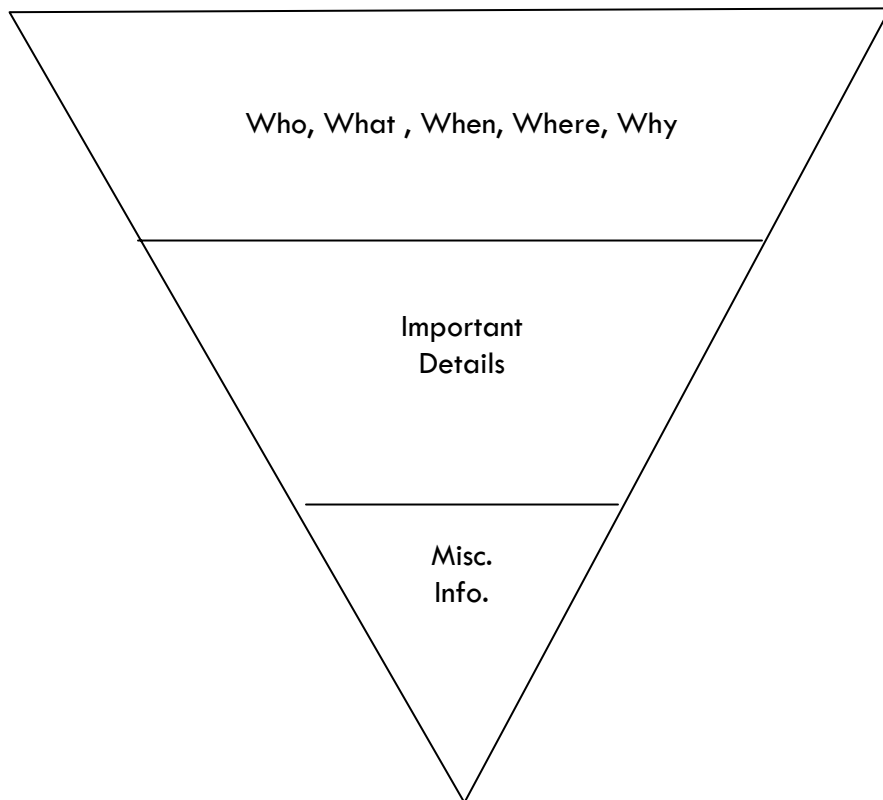 Who, What , When, Where, Why
Important
Details
Misc.
Info.